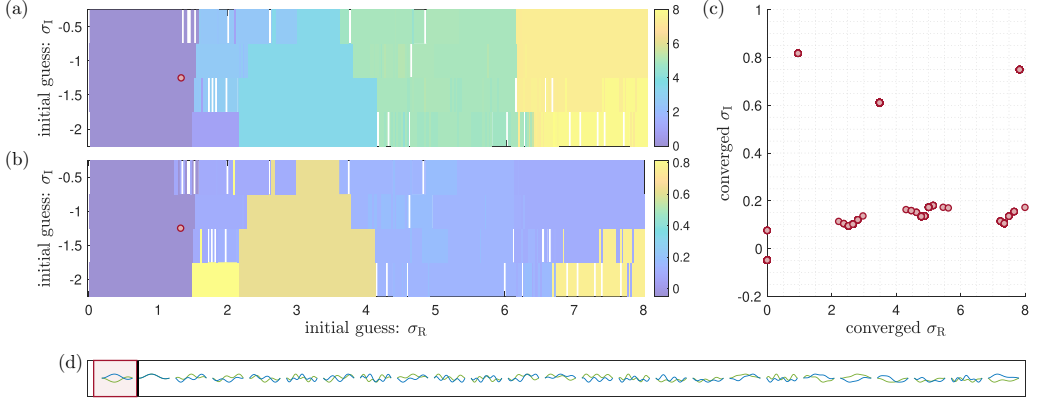 (a)
initial guess: σI
-0.5
-1
-1.5
-2
8
6
4
2
0
(b)
initial guess: σI
-0.5
-1
-1.5
-2
0 1 2 3 4 5 6 7 8
initial guess: σR
0.8
0.6
0.4
0.2
0
(c)
converged σI
1
0.8
0.6
0.4
0.2
0
-0.2
0 2 4 6 8
converged σR
(d)